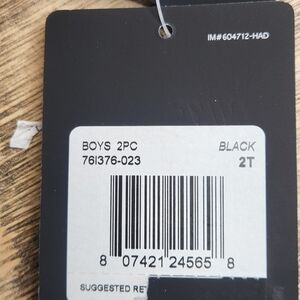 IM#604712-HAD
BOYS 2PC BLACK
76I376-023 2T
8 07421 24565 8
SUGGESTED RET